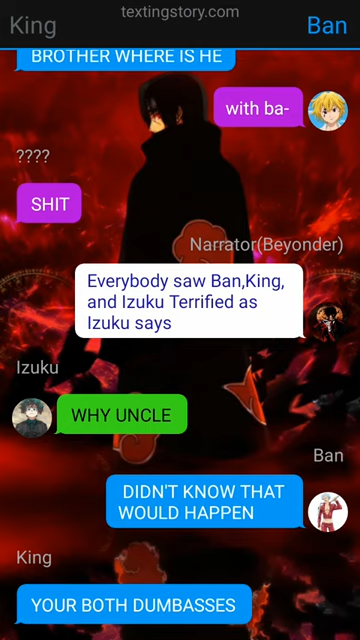 textingstory.com
King
Ban
BROTHER WHERE IS HE
with ba-
????
SHIT
Narrator(Beyonder)
Everybody saw Ban,King,
and Izuku Terrified as
Izuku says
Izuku
WHY UNCLE
Ban
DIDN'T KNOW THAT
WOULD HAPPEN
King
YOUR BOTH DUMBASSES